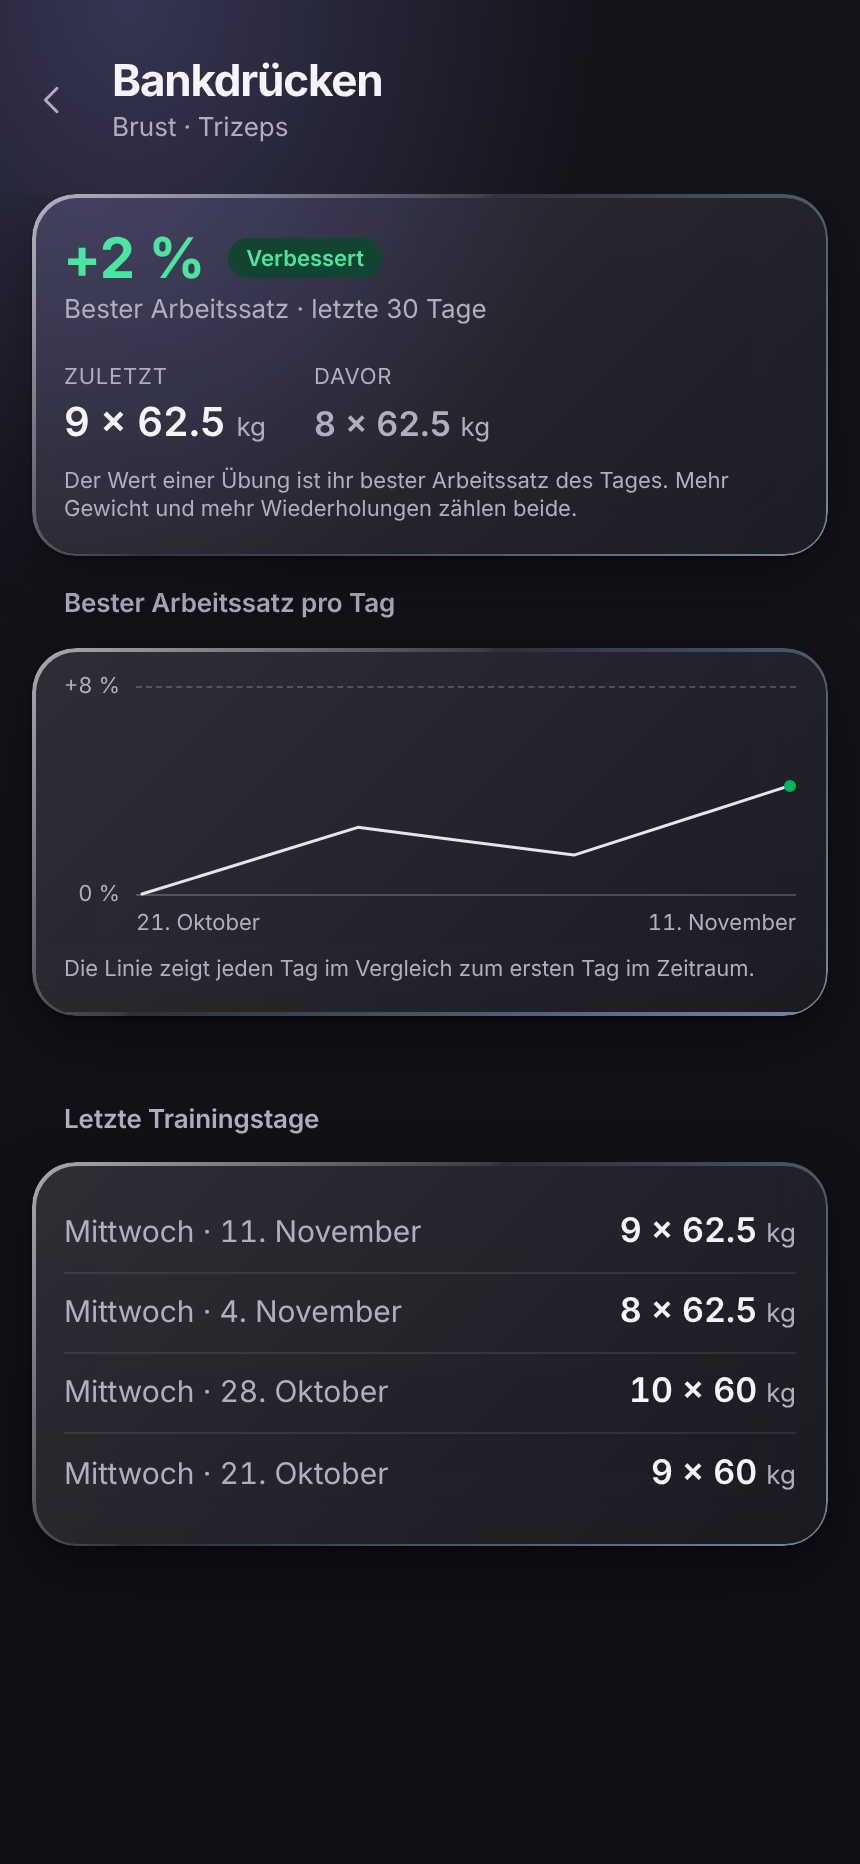 Bankdrücken
Brust · Trizeps
+2 % Verbessert
Bester Arbeitssatz · letzte 30 Tage
ZULETZT DAVOR
9 × 62.5 kg 8 × 62.5 kg
Der Wert einer Übung ist ihr bester Arbeitssatz des Tages. Mehr
Gewicht und mehr Wiederholungen zählen beide.
Bester Arbeitssatz pro Tag
+8 %
0 %
21. Oktober 11. November
Die Linie zeigt jeden Tag im Vergleich zum ersten Tag im Zeitraum.
Letzte Trainingstage
Mittwoch · 11. November 9 × 62.5 kg
Mittwoch · 4. November 8 × 62.5 kg
Mittwoch · 28. Oktober 10 × 60 kg
Mittwoch · 21. Oktober 9 × 60 kg